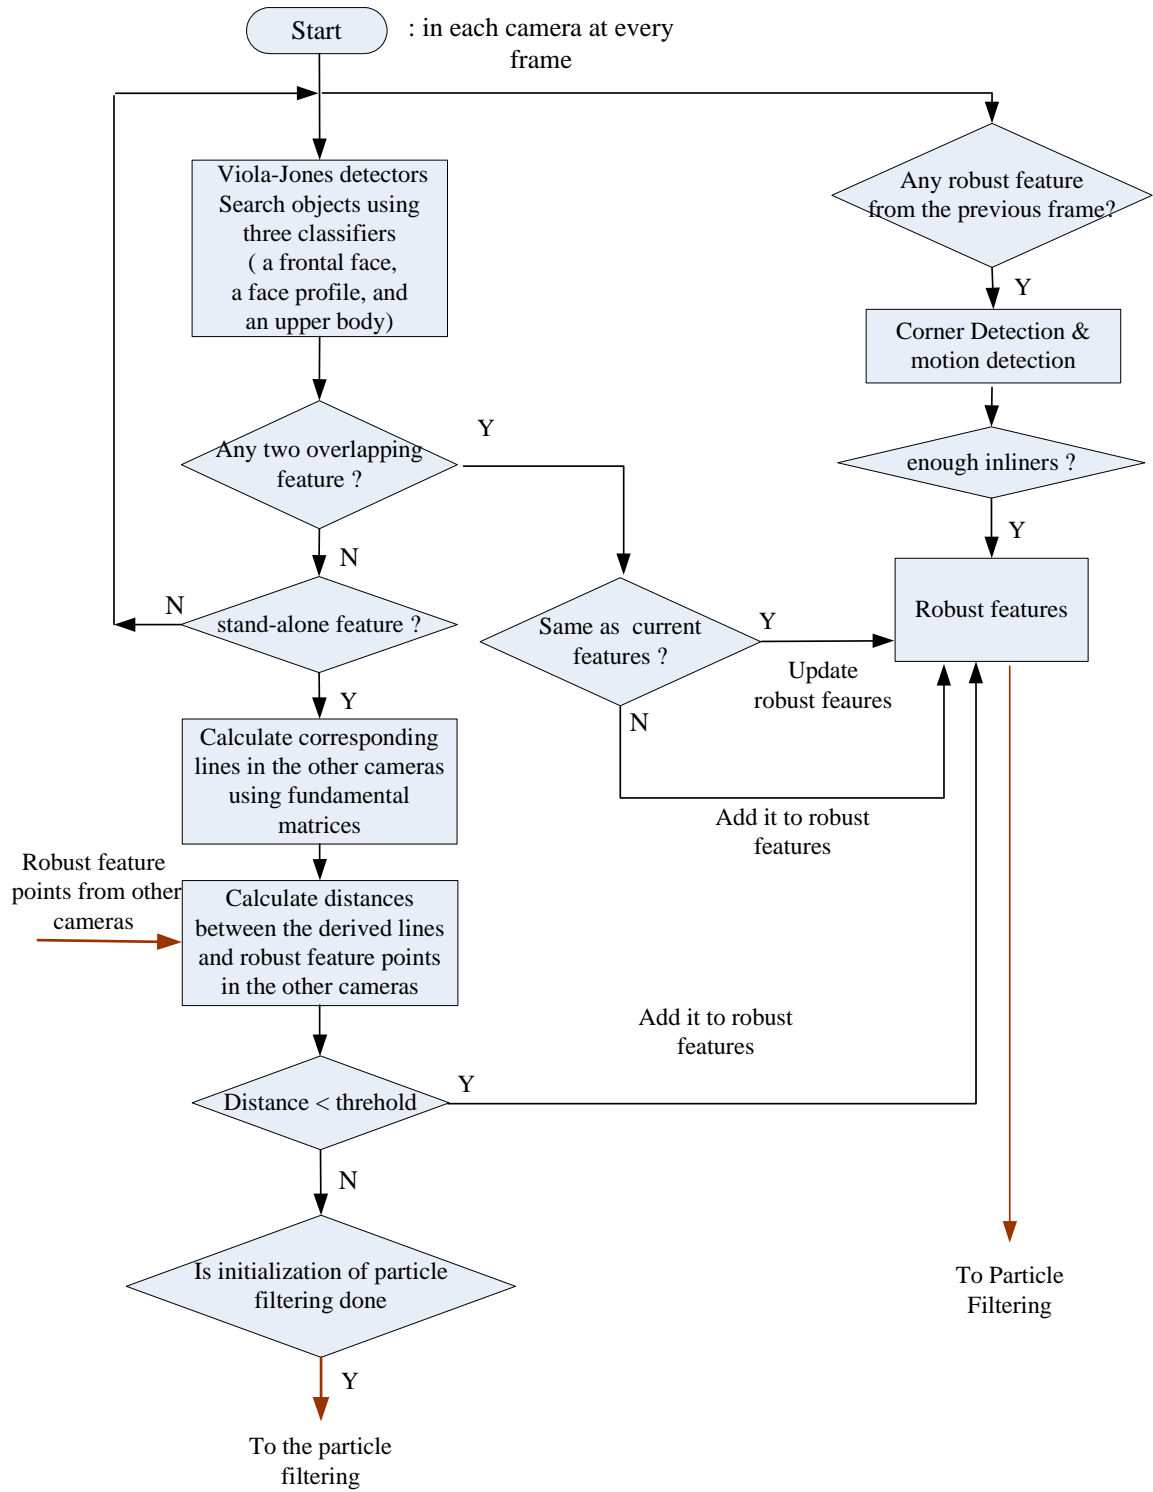 Start
: in each camera at every
frame
Viola-Jones detectors
Search objects using
three classifiers
( a frontal face,
a face profile, and
an upper body)
Any robust feature
from the previous frame?
Y
Corner Detection &
motion detection
enough inliners ?
Y
Robust features
Any two overlapping
feature ?
Y
N
stand-alone feature ?
N
Y
Same as current
features ?
Y
Update
robust feaures
N
Add it to robust
features
Calculate corresponding
lines in the other cameras
using fundamental
matrices
Robust feature
points from other
cameras
Calculate distances
between the derived lines
and robust feature points
in the other cameras
Add it to robust
features
Distance < threhold
Y
N
Is initialization of particle
filtering done
Y
To the particle
filtering
To Particle
Filtering